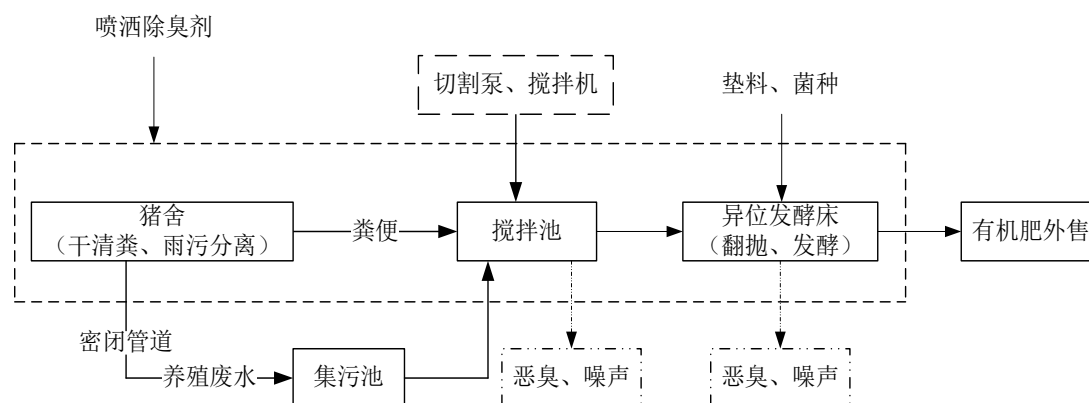 喷洒除臭剂
切割泵、搅拌机
垫料、菌种
猪舍
（干清粪、雨污分离）
粪便
搅拌池
异位发酵床
（翻抛、发酵）
有机肥外售
密闭管道
养殖废水
集污池
恶臭、噪声
恶臭、噪声